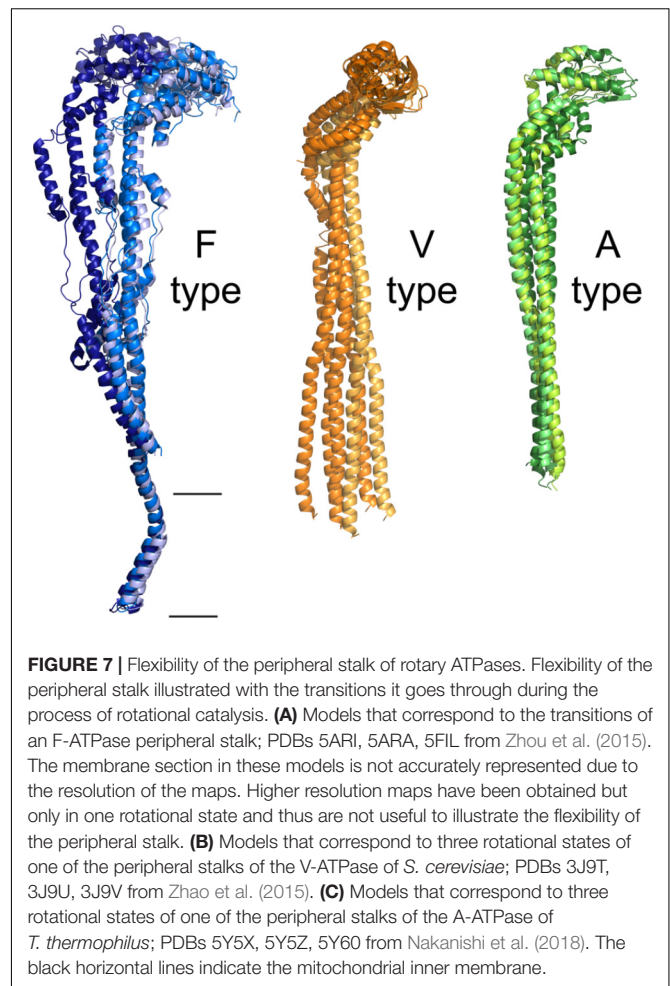 F
type
V
type
A
type
FIGURE 7 | Flexibility of the peripheral stalk of rotary ATPases. Flexibility of the
peripheral stalk illustrated with the transitions it goes through during the
process of rotational catalysis. (A) Models that correspond to the transitions of
an F-ATPase peripheral stalk; PDBs 5ARI, 5ARA, 5FIL from Zhou et al. (2015).
The membrane section in these models is not accurately represented due to
the resolution of the maps. Higher resolution maps have been obtained but
only in one rotational state and thus are not useful to illustrate the flexibility of
the peripheral stalk. (B) Models that correspond to three rotational states of
one of the peripheral stalks of the V-ATPase of S. cerevisiae; PDBs 3J9T,
3J9U, 3J9V from Zhao et al. (2015). (C) Models that correspond to three
rotational states of one of the peripheral stalks of the A-ATPase of
T. thermophilus; PDBs 5Y5X, 5Y5Z, 5Y60 from Nakanishi et al. (2018). The
black horizontal lines indicate the mitochondrial inner membrane.